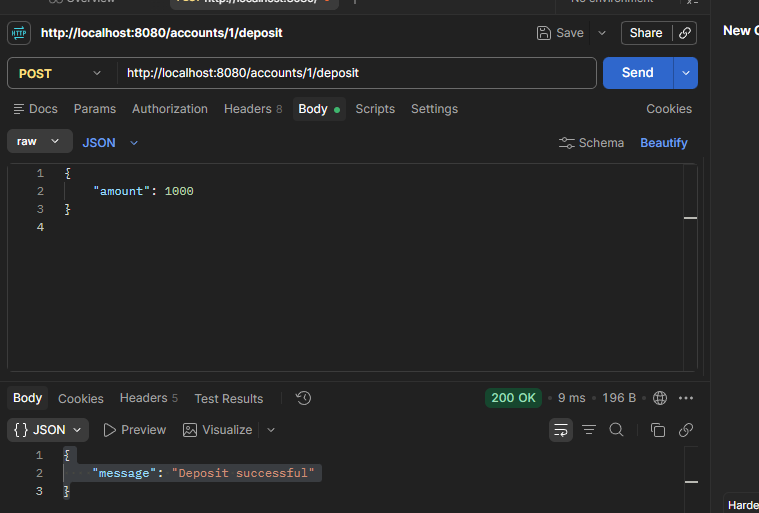 Overview POST http://localhost:8080/ No environment
HTTP http://localhost:8080/accounts/1/deposit Save Share
New
POST http://localhost:8080/accounts/1/deposit Send
Docs Params Authorization Headers 8 Body Scripts Settings Cookies
raw JSON Schema Beautify
1 {
2 "amount": 1000
3 }
4
Body Cookies Headers 5 Test Results 200 OK • 9 ms • 196 B
{} JSON Preview Visualize
1 {
2 "message": "Deposit successful"
3 }
Harde